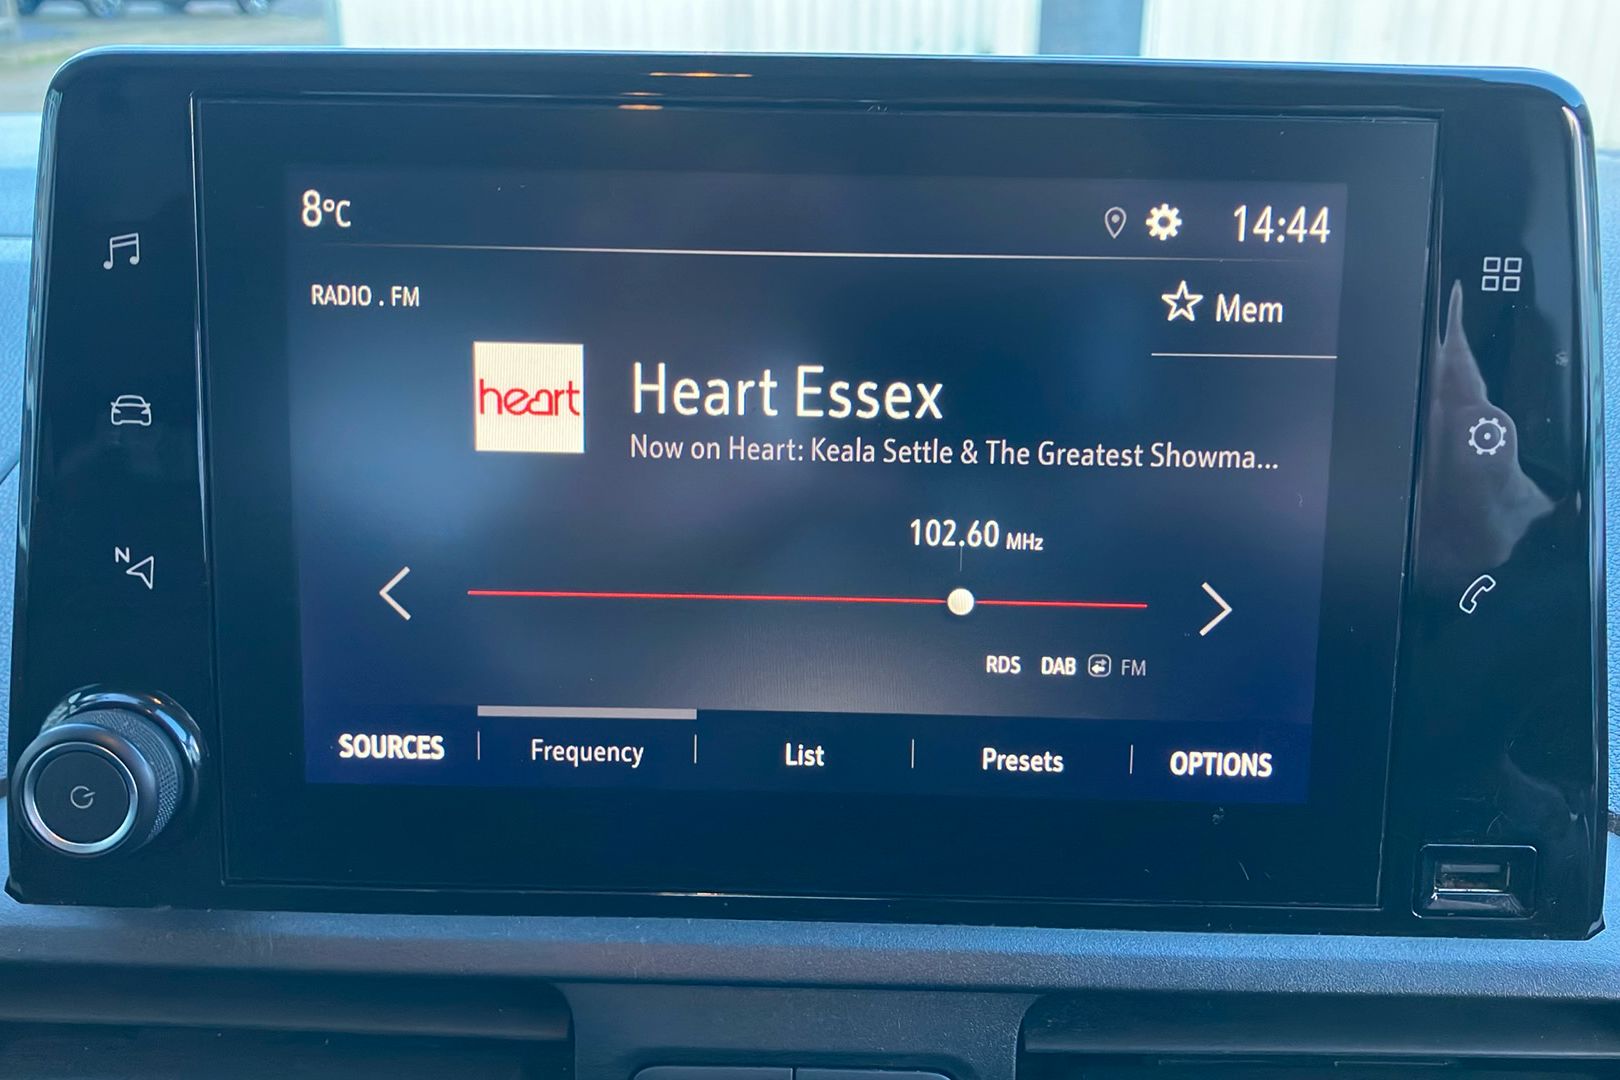 8°C
14:44
RADIO . FM
Mem
heart
Heart Essex
Now on Heart: Keala Settle & The Greatest Showma...
102.60 MHz
RDS DAB FM
SOURCES Frequency List Presets OPTIONS
N